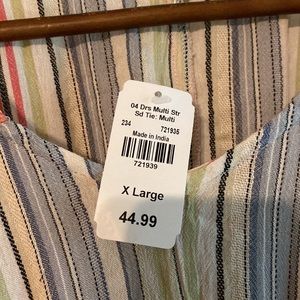 04 Drs Multi Str
Sd Tie: Multi
234 721935
Made in India
721939
X Large
44.99